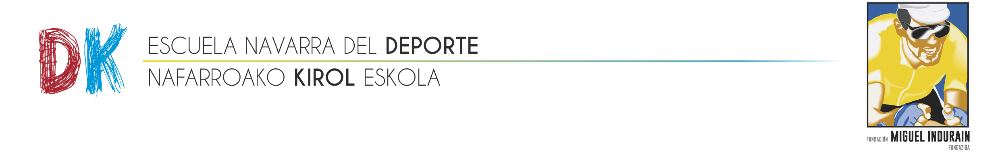 DK
ESCUELA NAVARRA DEL DEPORTE
NAFARROAKO KIROL ESKOLA
FUNDACIÓN MIGUEL INDURAIN
FUNDAZIOA